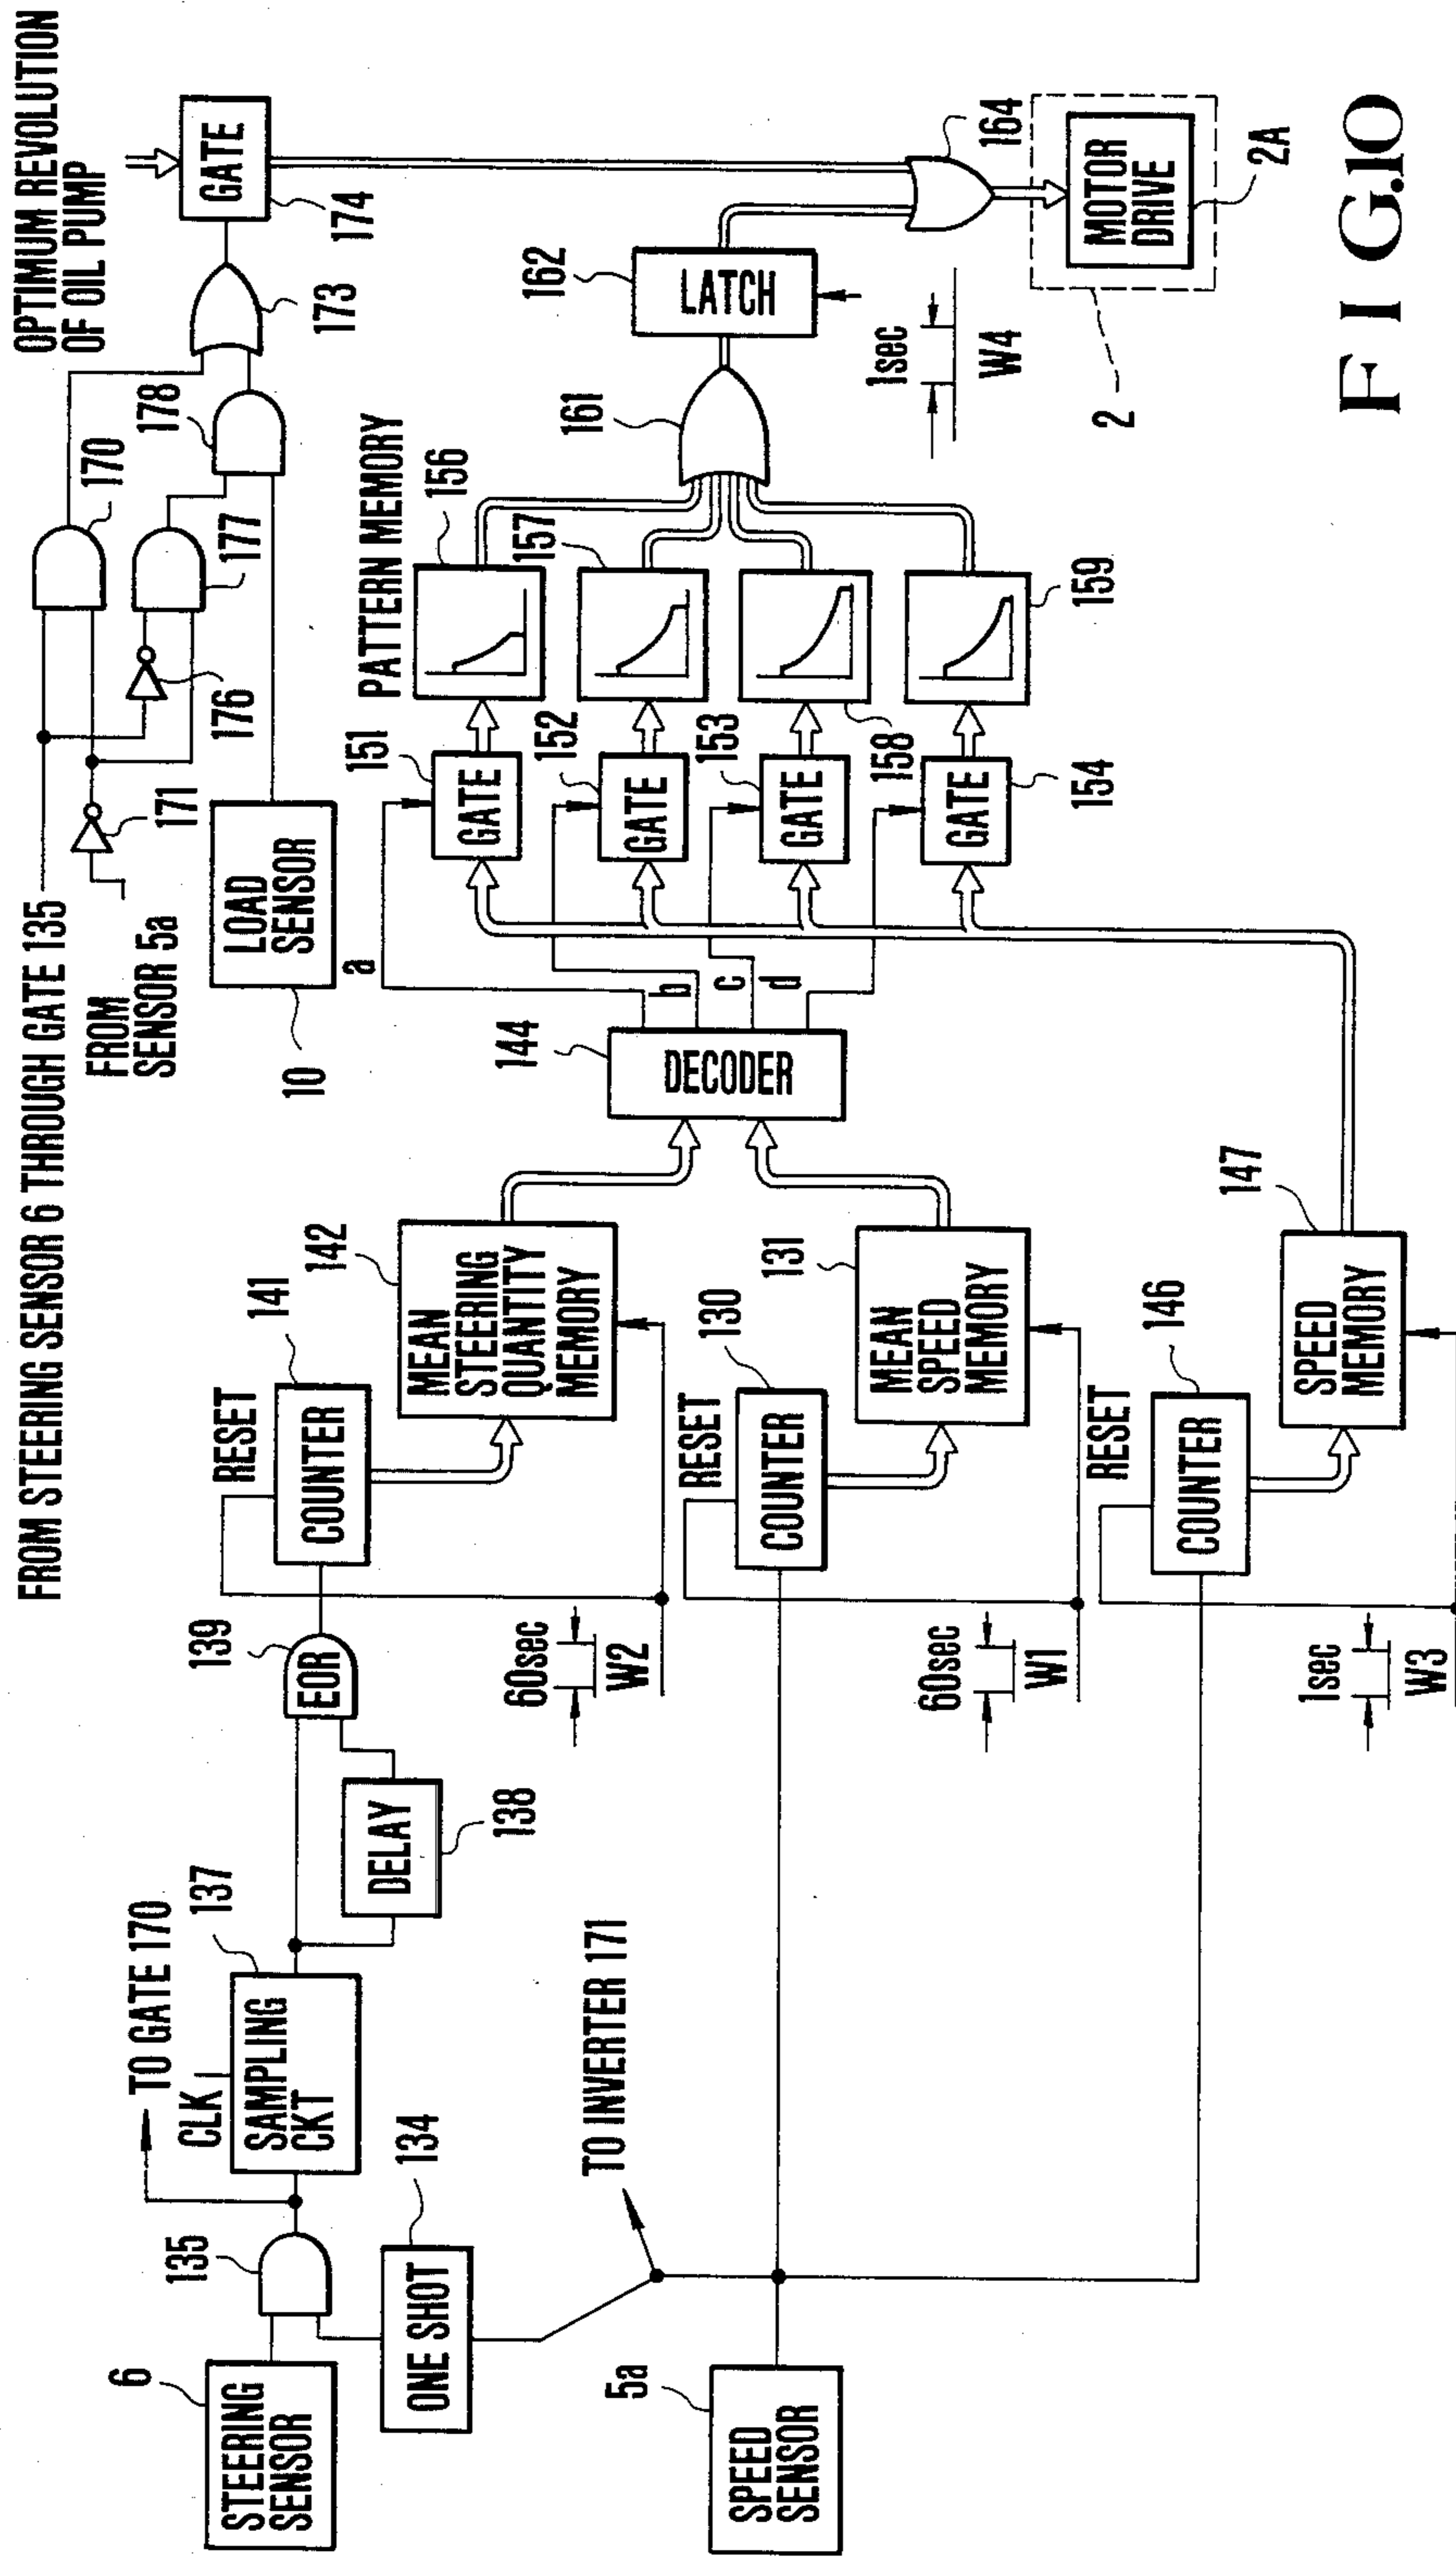 FROM STEERING SENSOR 6 THROUGH GATE 135
FROM
SENSOR 5a
OPTIMUM REVOLUTION
OF OIL PUMP
GATE
174
173
170
178
177
176
171
LOAD
SENSOR
10
6
STEERING
SENSOR
135
TO GATE 170
CLK
SAMPLING
CKT
137
134
ONE SHOT
DELAY
138
139
EOR
RESET
141
COUNTER
142
MEAN
STEERING
QUANTITY
MEMORY
60sec
W2
TO INVERTER 171
5a
SPEED
SENSOR
RESET
130
COUNTER
131
MEAN
SPEED
MEMORY
60sec
W1
RESET
146
COUNTER
147
SPEED
MEMORY
1sec
W3
144
DECODER
a
b
c
d
151
GATE
152
GATE
153
GATE
154
GATE
PATTERN MEMORY
156
157
158
159
161
162
LATCH
1sec
W4
164
MOTOR
DRIVE
2A
2
FIG.10